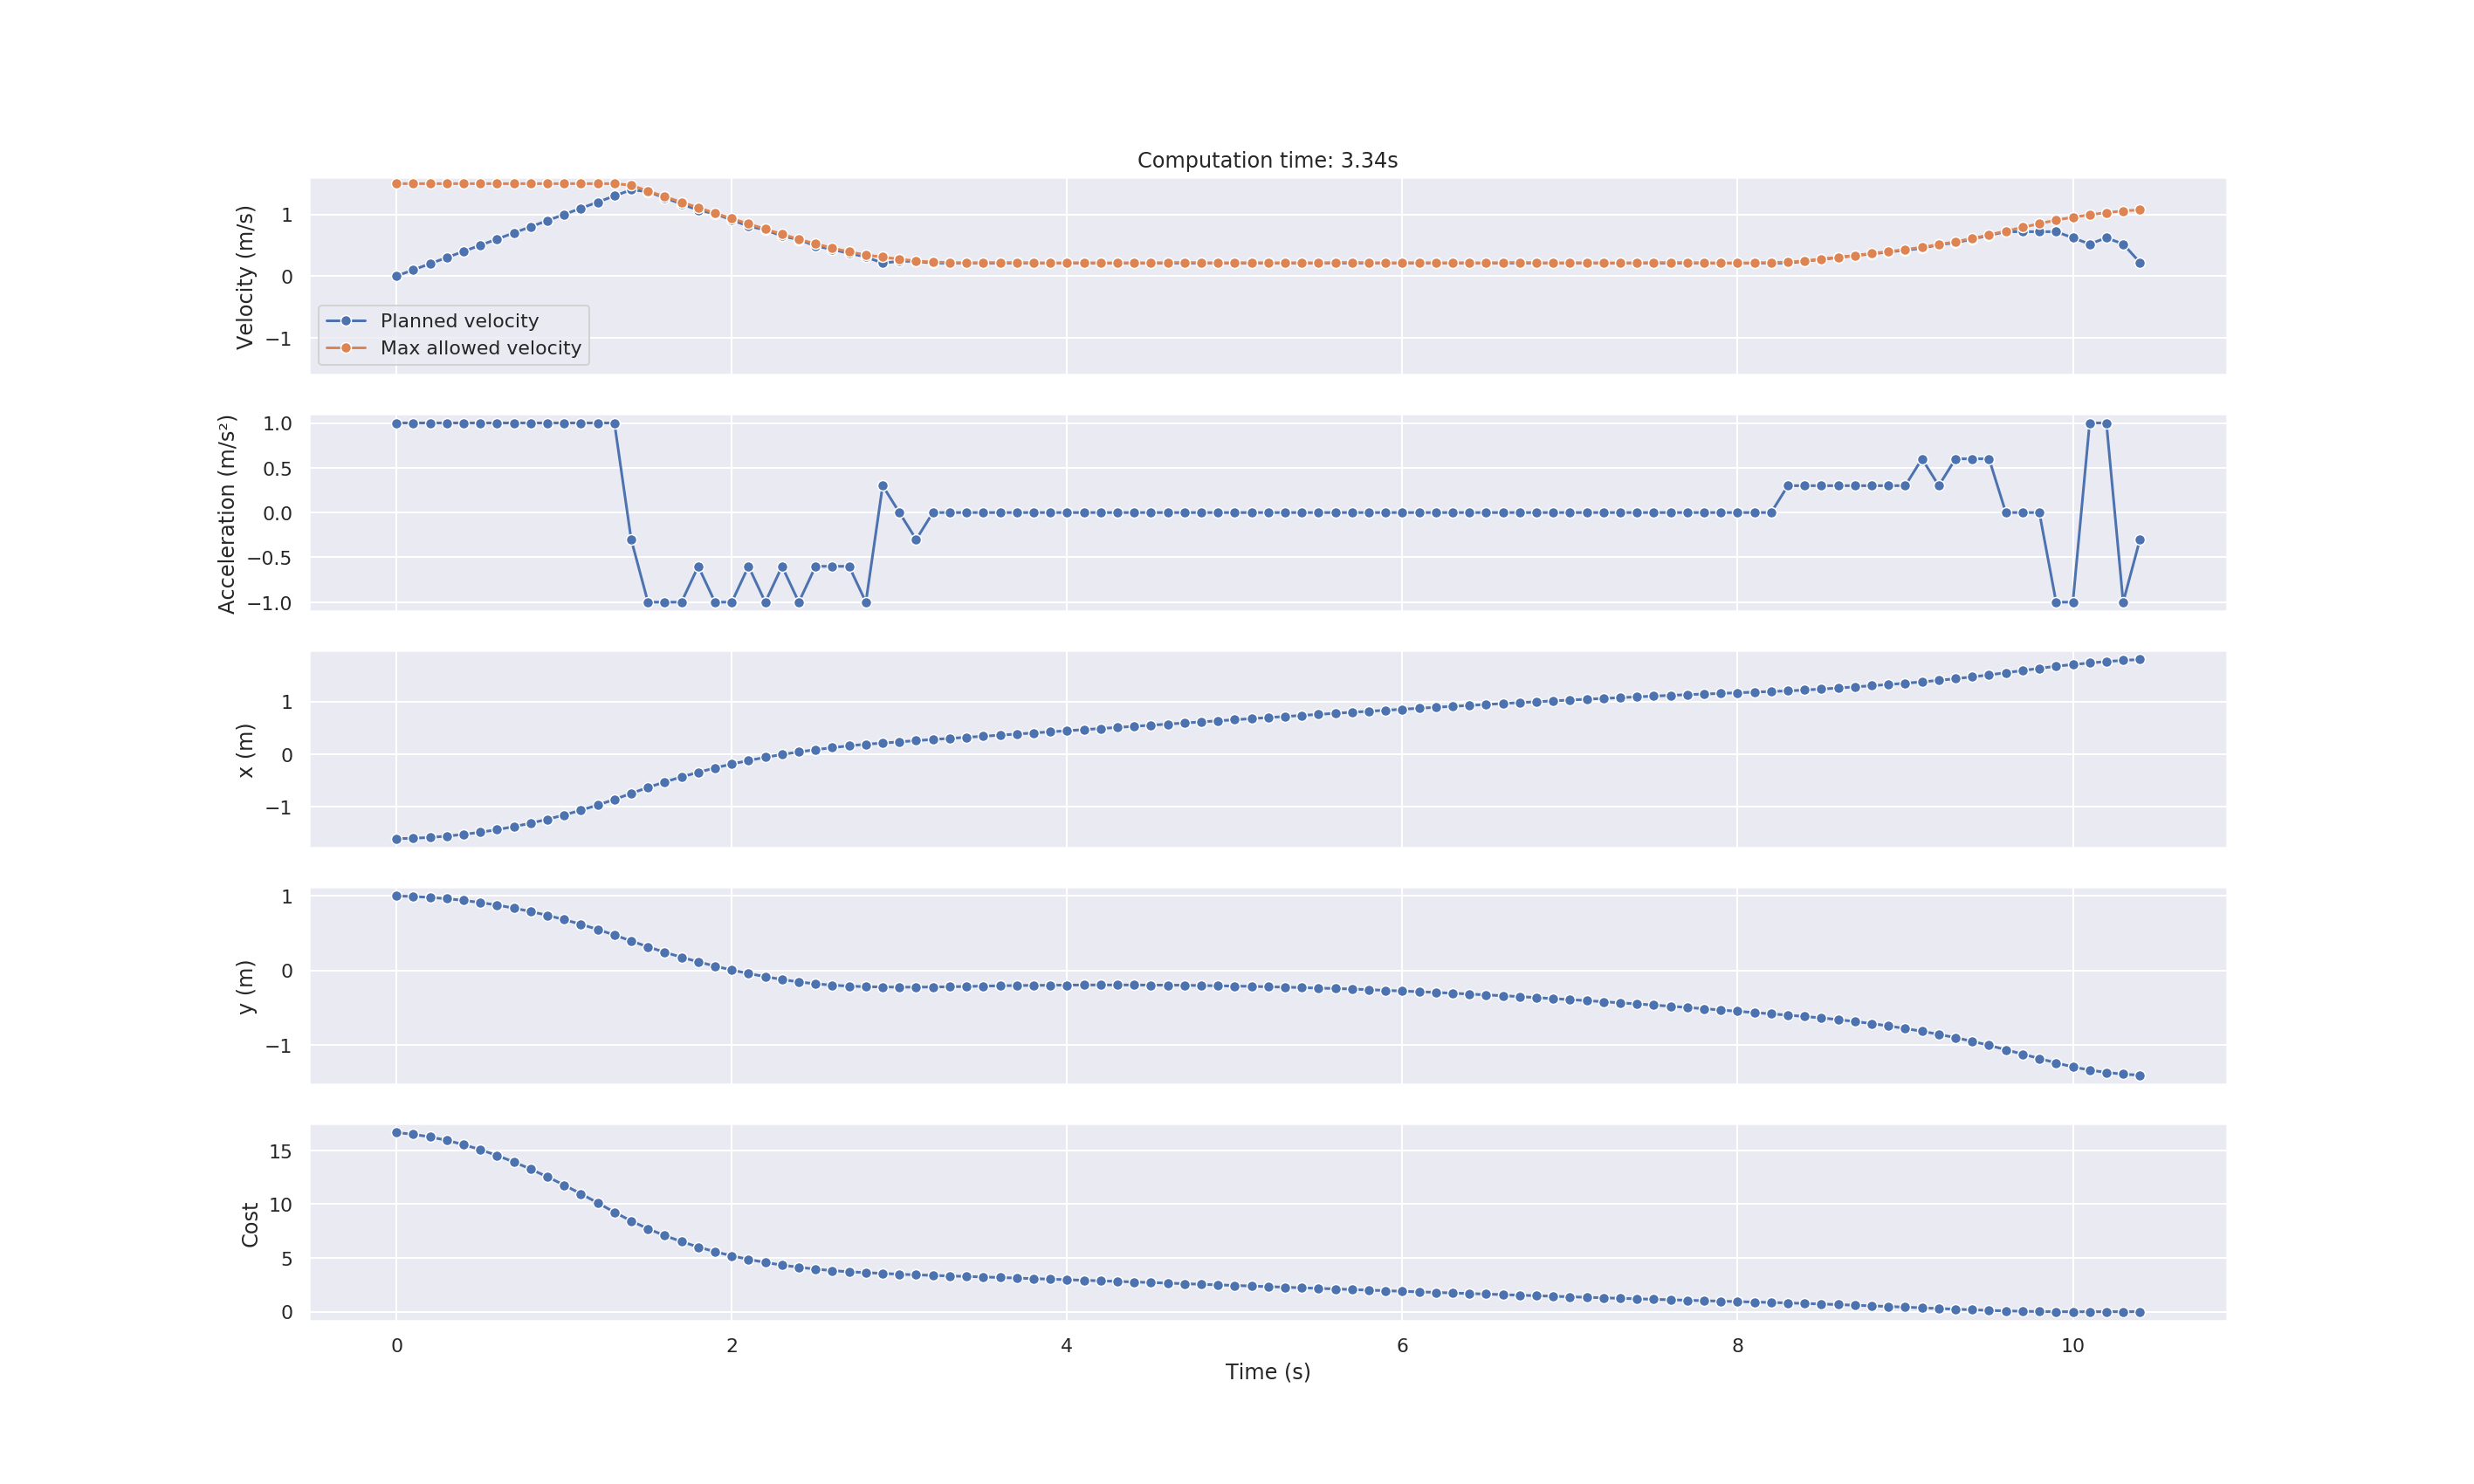 Computation time: 3.34s
Velocity (m/s)
1
0
−1
Planned velocity
Max allowed velocity
Acceleration (m/s²)
1.0
0.5
0.0
−0.5
−1.0
x (m)
1
0
−1
y (m)
1
0
−1
Cost
15
10
5
0
0 2 4 6 8 10
Time (s)